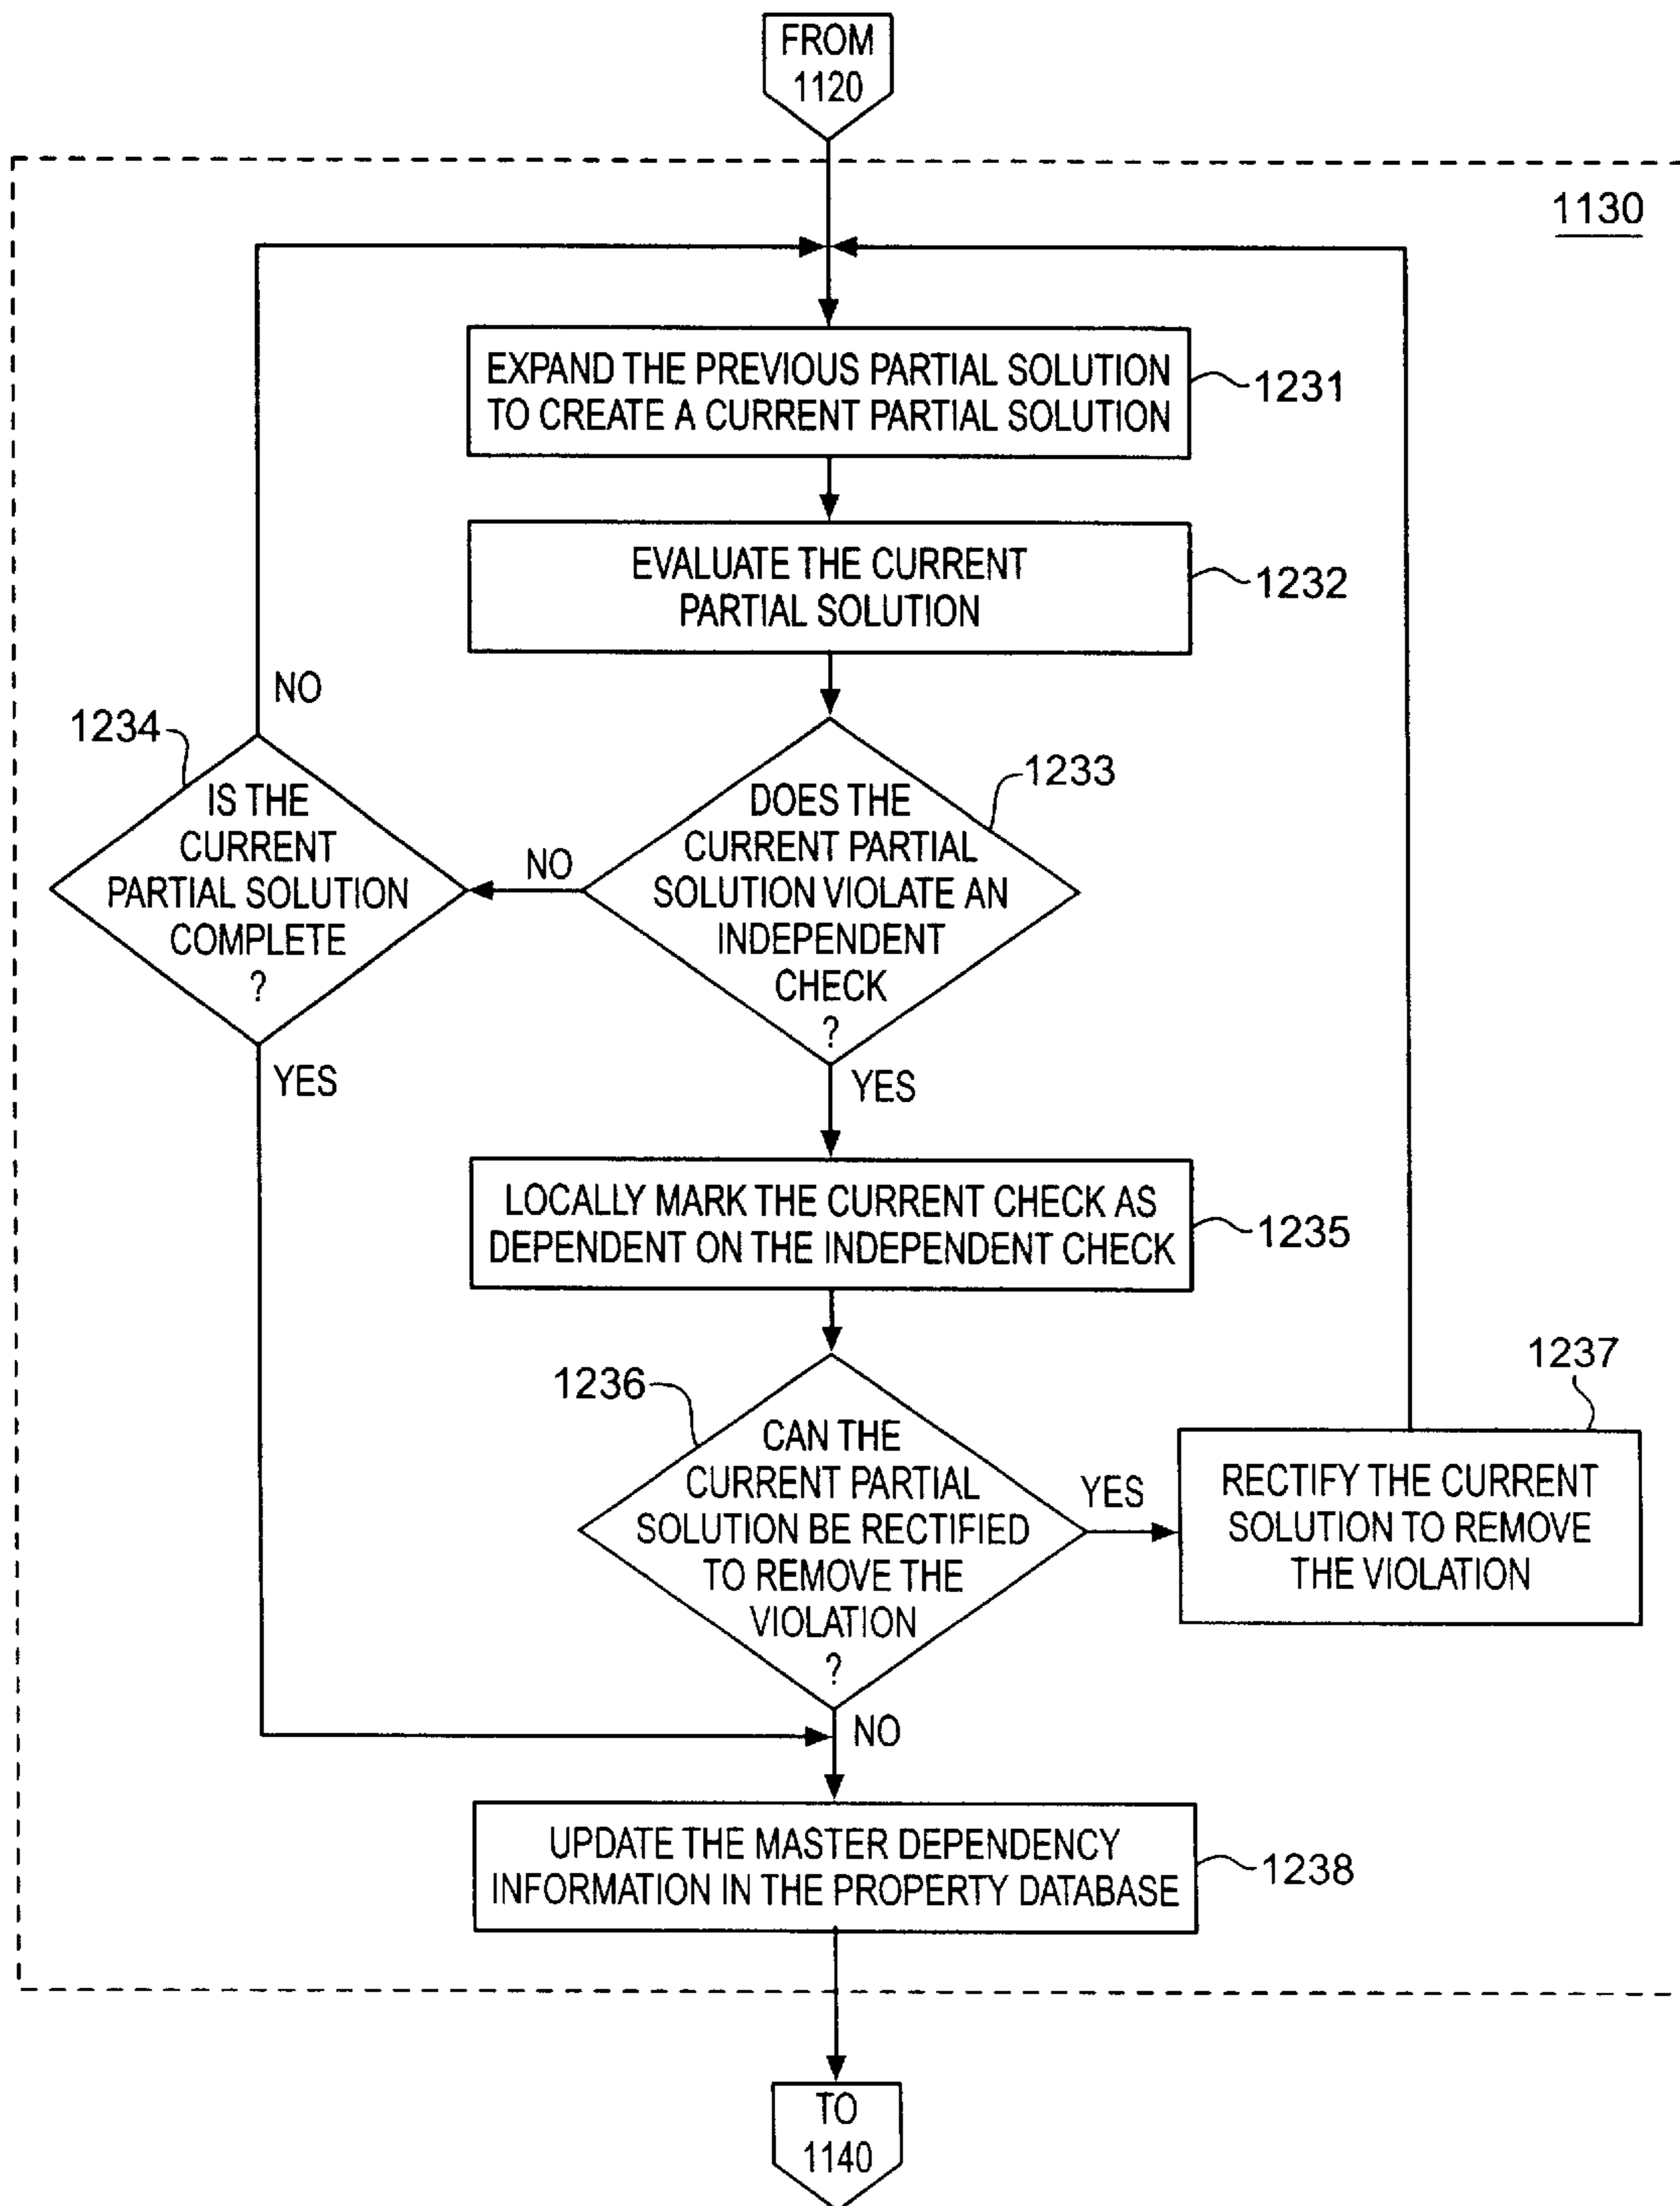 FROM
1120
1130
EXPAND THE PREVIOUS PARTIAL SOLUTION
TO CREATE A CURRENT PARTIAL SOLUTION
1231
EVALUATE THE CURRENT
PARTIAL SOLUTION
1232
NO
1234
IS THE
CURRENT
PARTIAL SOLUTION
COMPLETE
?
NO
1233
DOES THE
CURRENT PARTIAL
SOLUTION VIOLATE AN
INDEPENDENT
CHECK
?
YES
YES
LOCALLY MARK THE CURRENT CHECK AS
DEPENDENT ON THE INDEPENDENT CHECK
1235
1236
CAN THE
CURRENT PARTIAL
SOLUTION BE RECTIFIED
TO REMOVE THE
VIOLATION
?
YES
1237
RECTIFY THE CURRENT
SOLUTION TO REMOVE
THE VIOLATION
NO
UPDATE THE MASTER DEPENDENCY
INFORMATION IN THE PROPERTY DATABASE
1238
TO
1140